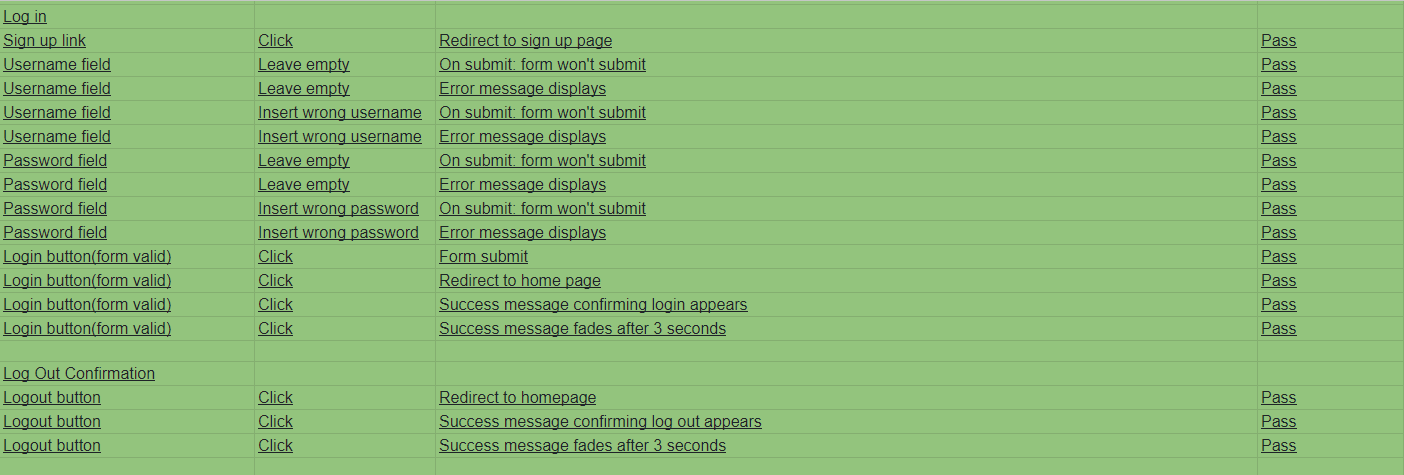 Log in
Sign up link Click Redirect to sign up page Pass
Username field Leave empty On submit: form won't submit Pass
Username field Leave empty Error message displays Pass
Username field Insert wrong username On submit: form won't submit Pass
Username field Insert wrong username Error message displays Pass
Password field Leave empty On submit: form won't submit Pass
Password field Leave empty Error message displays Pass
Password field Insert wrong password On submit: form won't submit Pass
Password field Insert wrong password Error message displays Pass
Login button(form valid) Click Form submit Pass
Login button(form valid) Click Redirect to home page Pass
Login button(form valid) Click Success message confirming login appears Pass
Login button(form valid) Click Success message fades after 3 seconds Pass
Log Out Confirmation
Logout button Click Redirect to homepage Pass
Logout button Click Success message confirming log out appears Pass
Logout button Click Success message fades after 3 seconds Pass